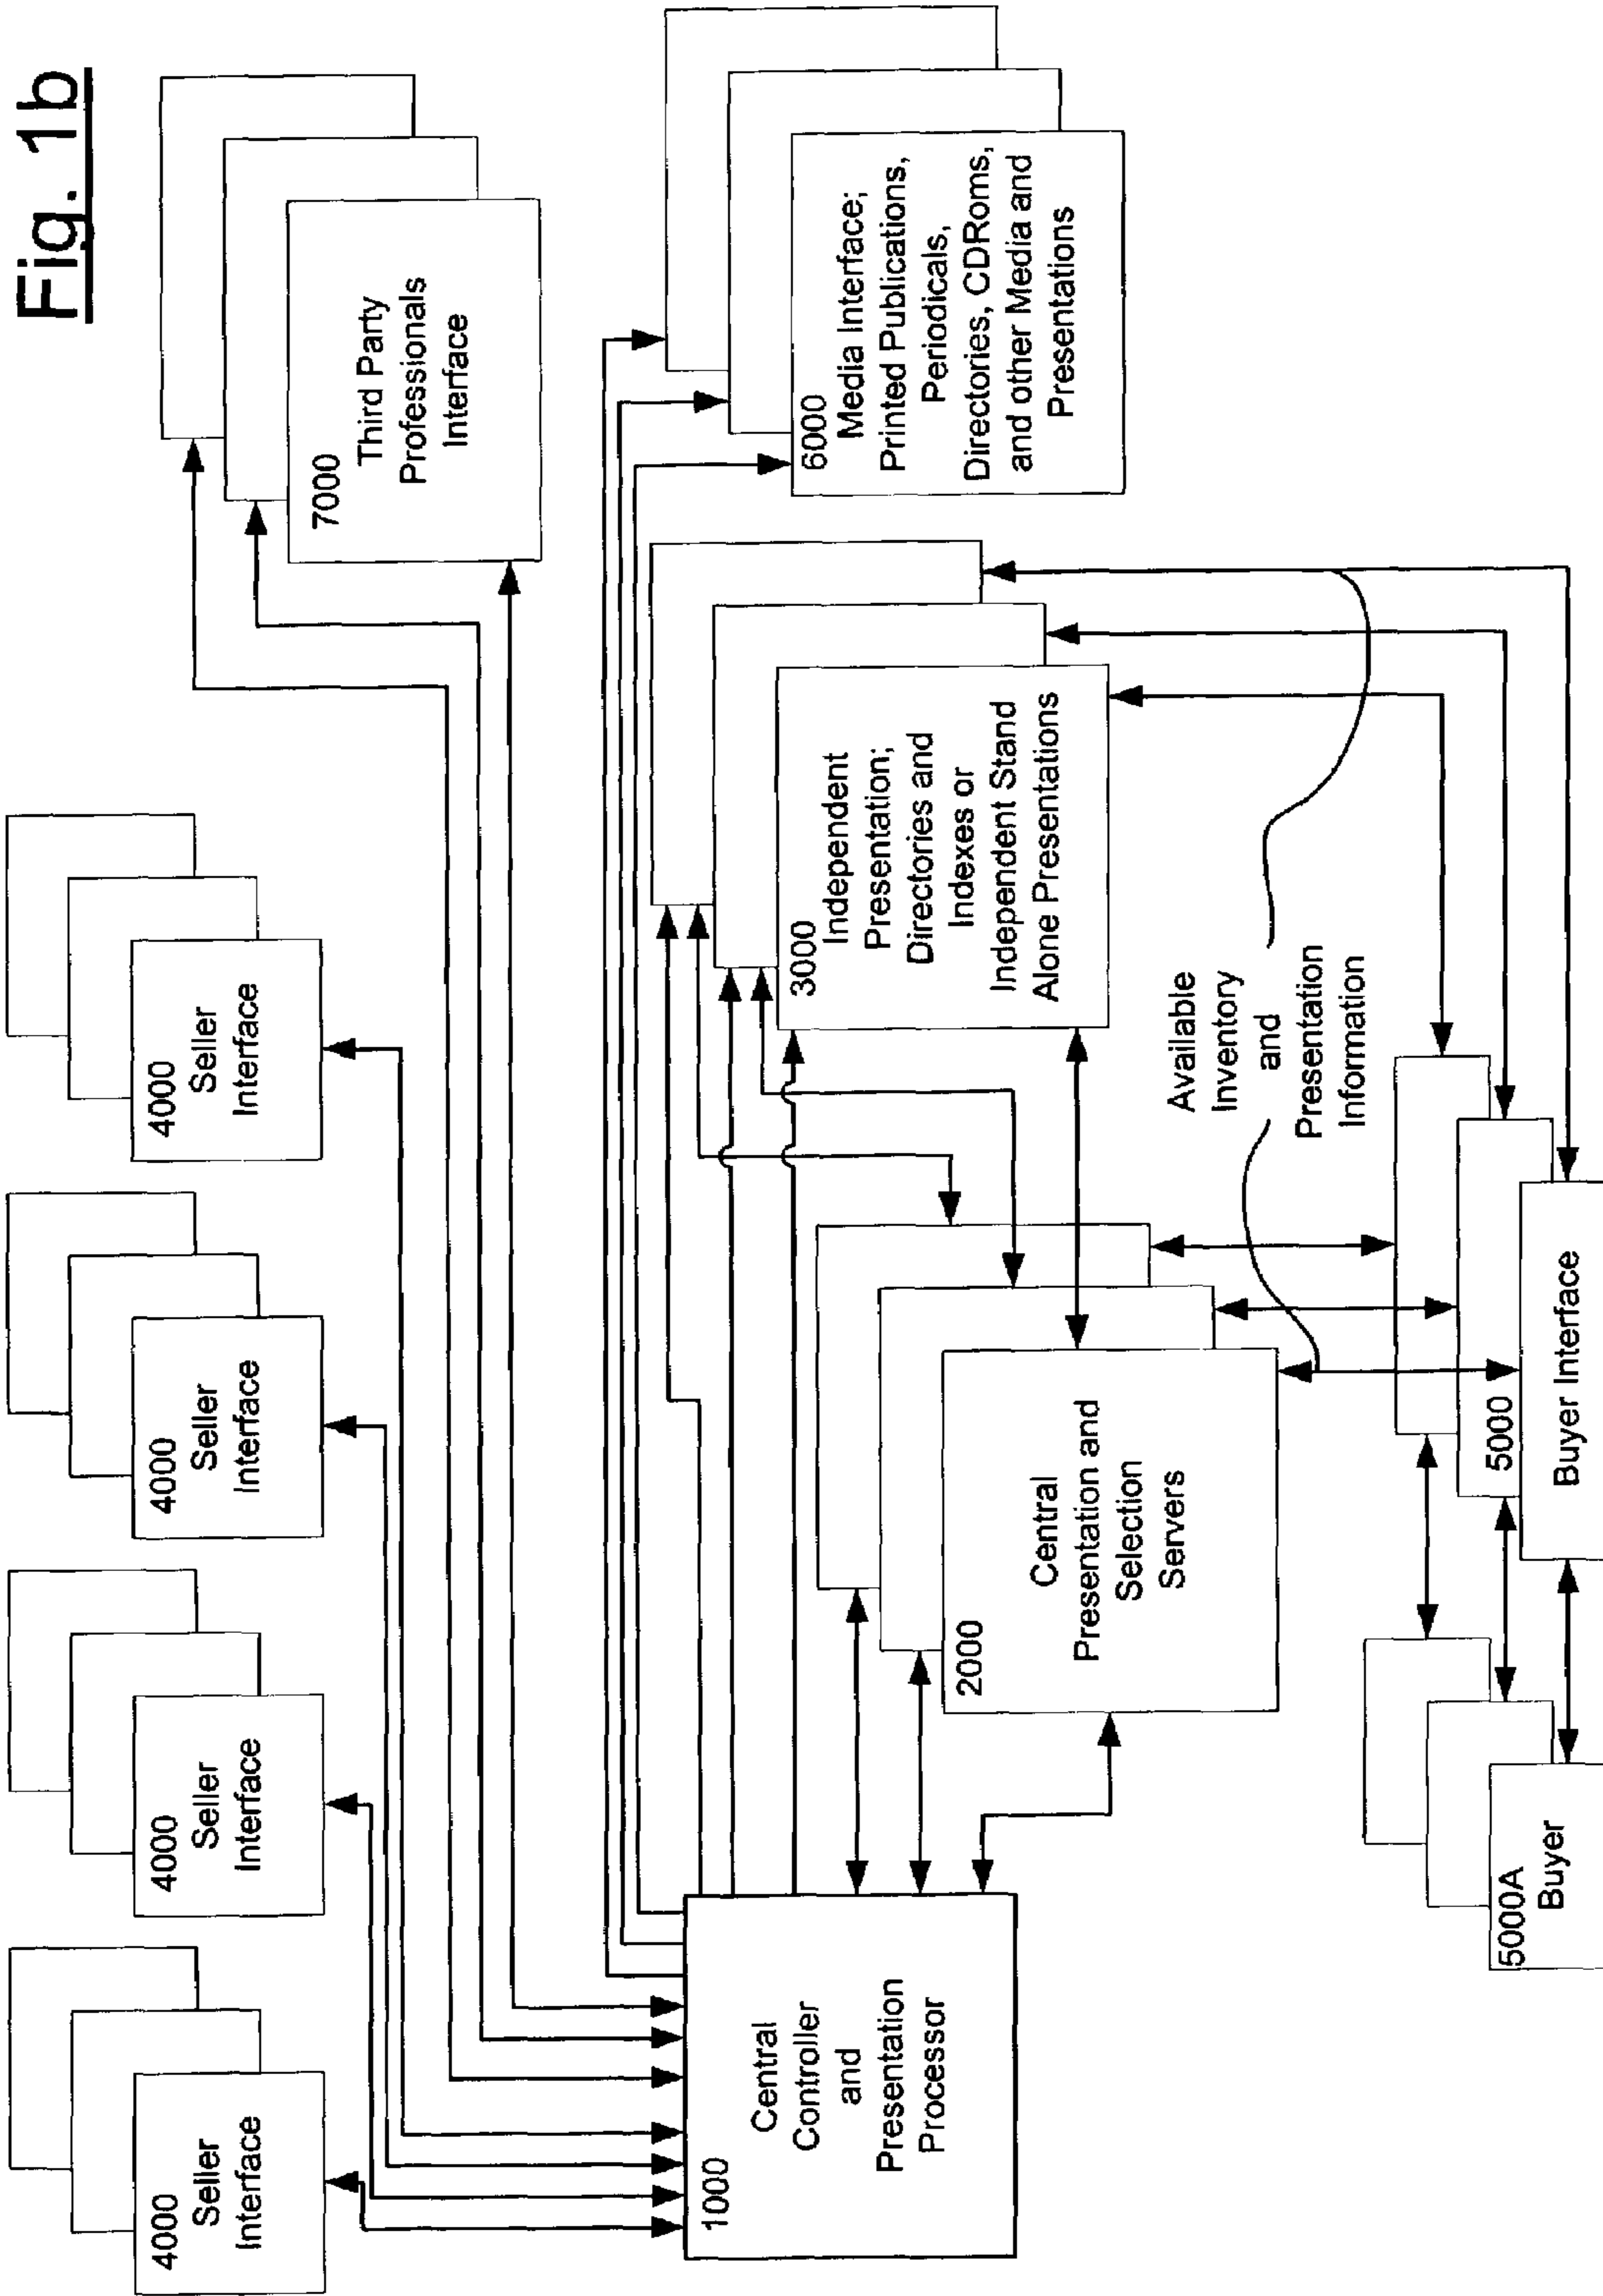 Fig. 1b
4000
Seller
Interface
4000
Seller
Interface
4000
Seller
Interface
4000
Seller
Interface
7000
Third Party
Professionals
Interface
1000
Central
Controller
and
Presentation
Processor
2000
Central
Presentation and
Selection
Servers
3000
Independent
Presentation;
Directories and
Indexes or
Independent Stand
Alone Presentations
6000
Media Interface;
Printed Publications,
Periodicals,
Directories, CDRoms,
and other Media and
Presentations
Available
Inventory
and
Presentation
Information
5000A
Buyer
5000
Buyer Interface